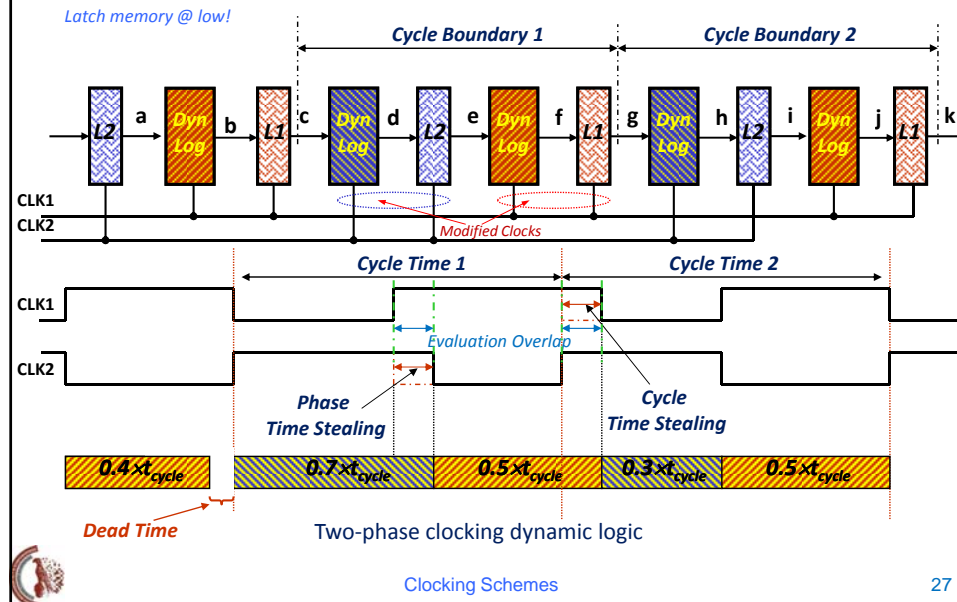 Latch memory @ low!
Cycle Boundary 1
Cycle Boundary 2
L2 a Dyn Log b L1 c Dyn Log d L2 e Dyn Log f L1 g Dyn Log h L2 i Dyn Log j L1 k
CLK1
CLK2
Modified Clocks
Cycle Time 1
Cycle Time 2
CLK1
Evaluation Overlap
CLK2
Phase Time Stealing
Cycle Time Stealing
0.4×tcycle
0.7×tcycle
0.5×tcycle
0.3×tcycle
0.5×tcycle
Dead Time
Two-phase clocking dynamic logic
Clocking Schemes
27